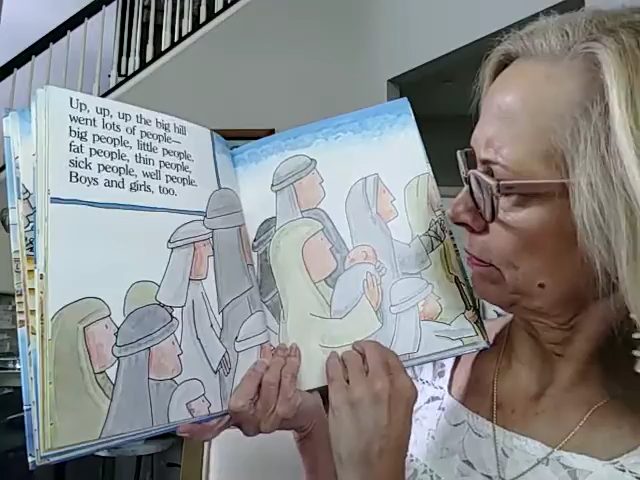 Up, up, up the big hill
went lots of people—
big people, little people,
fat people, thin people,
sick people, well people.
Boys and girls, too.